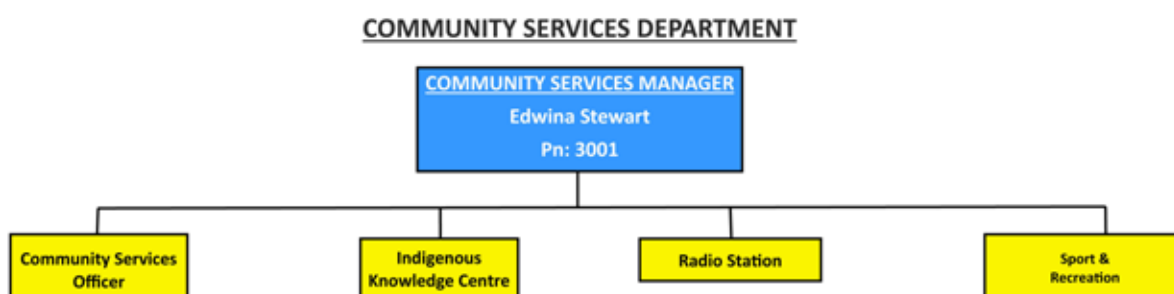 COMMUNITY SERVICES DEPARTMENT
COMMUNITY SERVICES MANAGER
Edwina Stewart
Pn: 3001
Community Services
Officer
Indigenous
Knowledge Centre
Radio Station
Sport &
Recreation